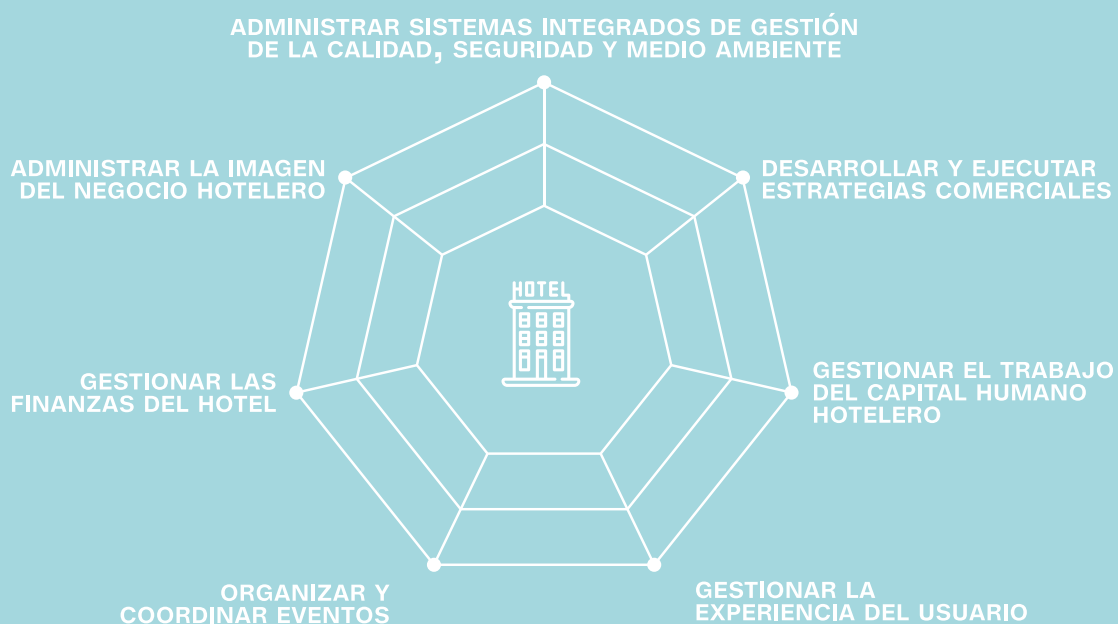 ADMINISTRAR SISTEMAS INTEGRADOS DE GESTIÓN
DE LA CALIDAD, SEGURIDAD Y MEDIO AMBIENTE
ADMINISTRAR LA IMAGEN
DEL NEGOCIO HOTELERO
DESARROLLAR Y EJECUTAR
ESTRATEGIAS COMERCIALES
HOTEL
GESTIONAR LAS
FINANZAS DEL HOTEL
GESTIONAR EL TRABAJO
DEL CAPITAL HUMANO
HOTELERO
ORGANIZAR Y
COORDINAR EVENTOS
GESTIONAR LA
EXPERIENCIA DEL USUARIO